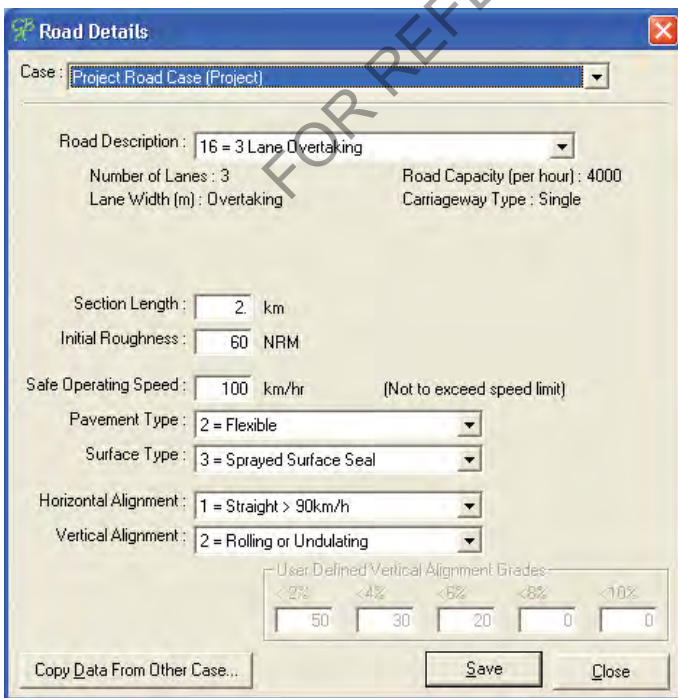 Road Details
Case : Project Road Case (Project)
Road Description : 16 = 3 Lane Overtaking
Number of Lanes : 3 Road Capacity (per hour) : 4000
Lane Width (m) : Overtaking Carriageway Type : Single
Section Length : 2. km
Initial Roughness : 60 NRM
Safe Operating Speed : 100 km/hr (Not to exceed speed limit)
Pavement Type : 2 = Flexible
Surface Type : 3 = Sprayed Surface Seal
Horizontal Alignment : 1 = Straight > 90km/h
Vertical Alignment : 2 = Rolling or Undulating
User Defined Vertical Alignment Grades
<2% <4% <6% <8% <10%
50 30 20 0 0
Copy Data From Other Case... Save Close
FOR REFE